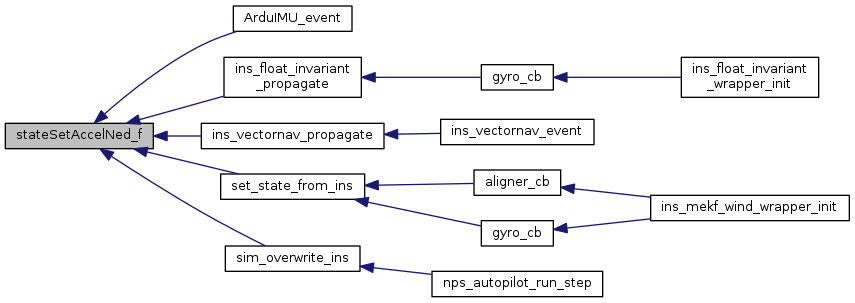 ArduIMU_event
ins_float_invariant
_propagate
gyro_cb
ins_float_invariant
_wrapper_init
stateSetAccelNed_f
ins_vectornav_propagate
ins_vectornav_event
set_state_from_ins
aligner_cb
ins_mekf_wind_wrapper_init
gyro_cb
sim_overwrite_ins
nps_autopilot_run_step